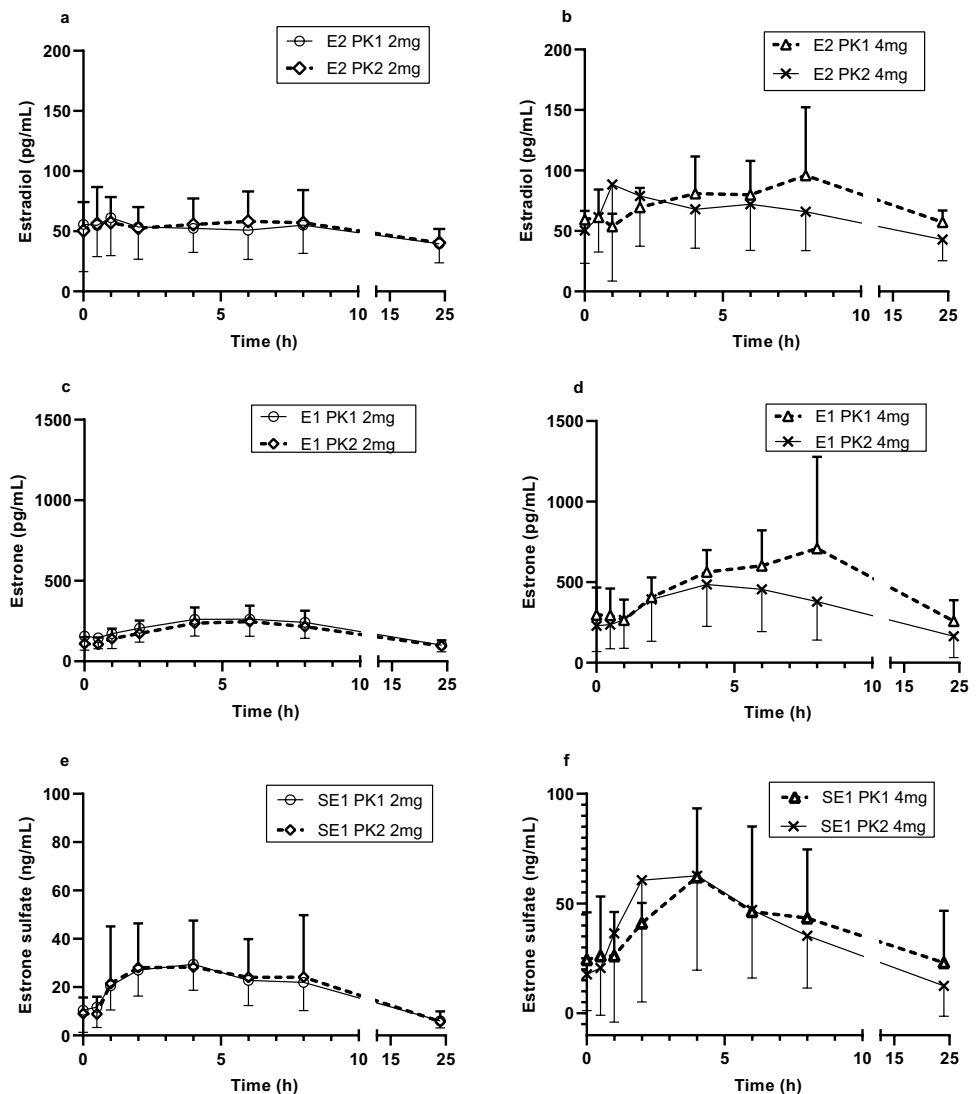 a
E2 PK1 2mg
E2 PK2 2mg
200
150
100
50
0
Estradiol (pg/mL)
0 5 10 15 25
Time (h)
b
E2 PK1 4mg
E2 PK2 4mg
200
150
100
50
0
Estradiol (pg/mL)
0 5 10 15 25
Time (h)
c
E1 PK1 2mg
E1 PK2 2mg
1500
1000
500
0
Estrone (pg/mL)
0 5 10 15 25
Time (h)
d
E1 PK1 4mg
E1 PK2 4mg
1500
1000
500
0
Estrone (pg/mL)
0 5 10 15 25
Time (h)
e
SE1 PK1 2mg
SE1 PK2 2mg
100
80
60
40
20
0
Estrone sulfate (ng/mL)
0 5 10 15 25
Time (h)
f
SE1 PK1 4mg
SE1 PK2 4mg
100
50
0
Estrone sulfate (ng/mL)
0 5 10 15 25
Time (h)